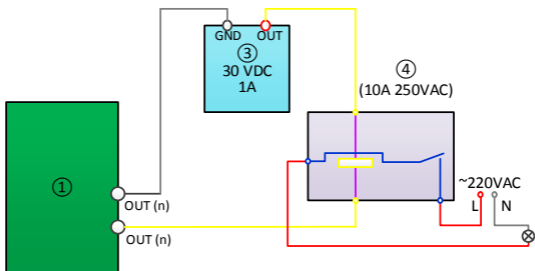 GND OUT
③
30 VDC
1A
④
(10A 250VAC)
①
OUT (n)
OUT (n)
~220VAC
L N